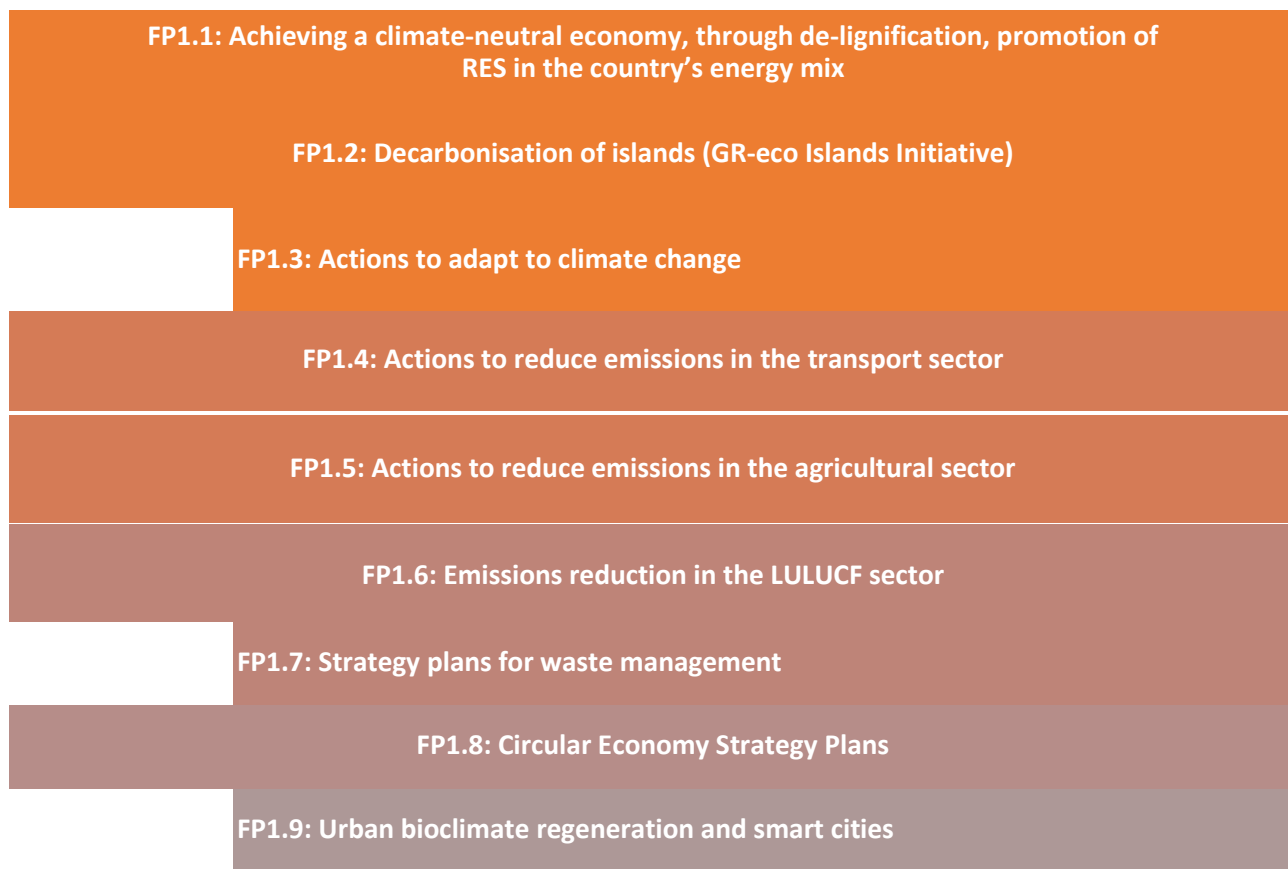 FP1.1: Achieving a climate-neutral economy, through de-lignification, promotion of
RES in the country’s energy mix
FP1.2: Decarbonisation of islands (GR-eco Islands Initiative)
FP1.3: Actions to adapt to climate change
FP1.4: Actions to reduce emissions in the transport sector
FP1.5: Actions to reduce emissions in the agricultural sector
FP1.6: Emissions reduction in the LULUCF sector
FP1.7: Strategy plans for waste management
FP1.8: Circular Economy Strategy Plans
FP1.9: Urban bioclimate regeneration and smart cities